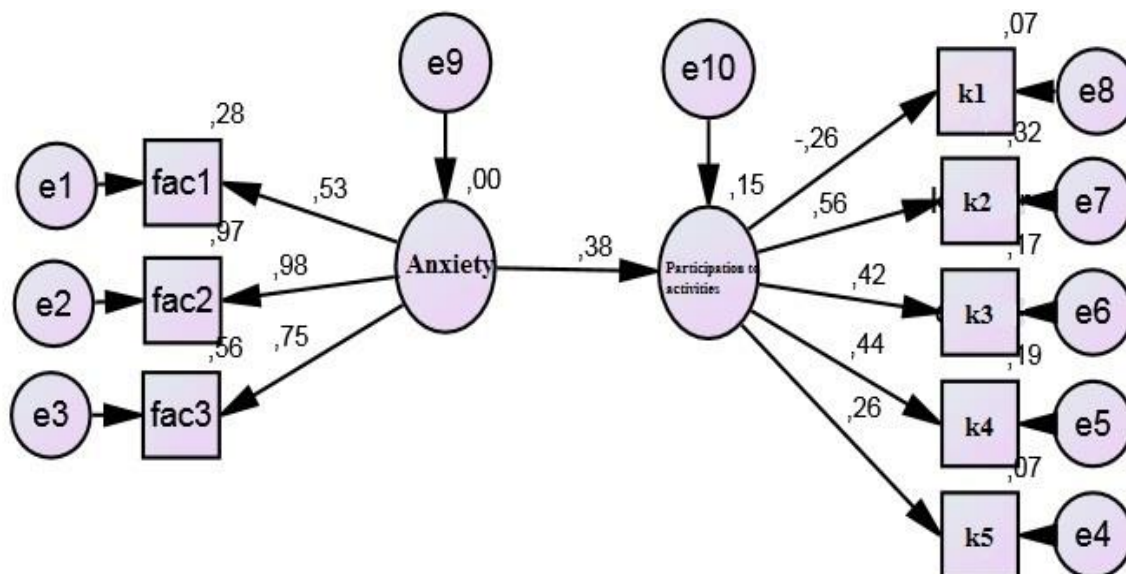 ,07
e9
e10
k1
e8
,28
-,26
,32
e1
fac1
,53
,00
,15
,56
k2
e7
,97
,17
Anxiety
,38
Participation to
activities
,98
,42
e2
fac2
k3
e6
,56
,75
,44
,19
e3
fac3
,26
k4
e5
,07
k5
e4